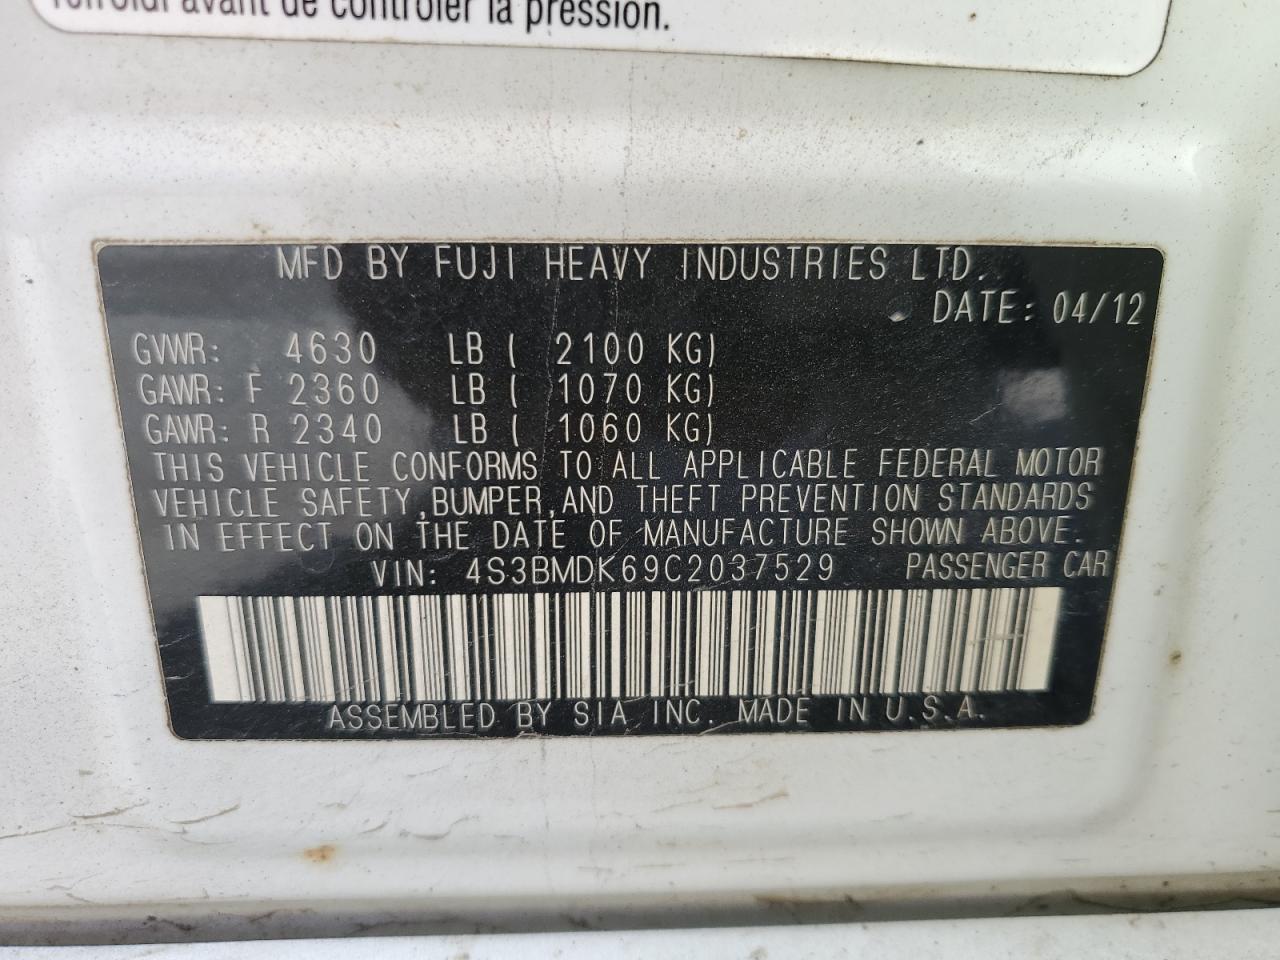 avant de contrôler la pression.
MFD BY FUJI HEAVY INDUSTRIES LTD.
DATE: 04/12
GVWR: 4630 LB ( 2100 KG)
GAWR: F 2360 LB ( 1070 KG)
GAWR: R 2340 LB ( 1060 KG)
THIS VEHICLE CONFORMS TO ALL APPLICABLE FEDERAL MOTOR
VEHICLE SAFETY,BUMPER,AND THEFT PREVENTION STANDARDS
IN EFFECT ON THE DATE OF MANUFACTURE SHOWN ABOVE.
VIN: 4S3BMDK69C2037529 PASSENGER CAR
ASSEMBLED BY SIA INC. MADE IN U.S.A.